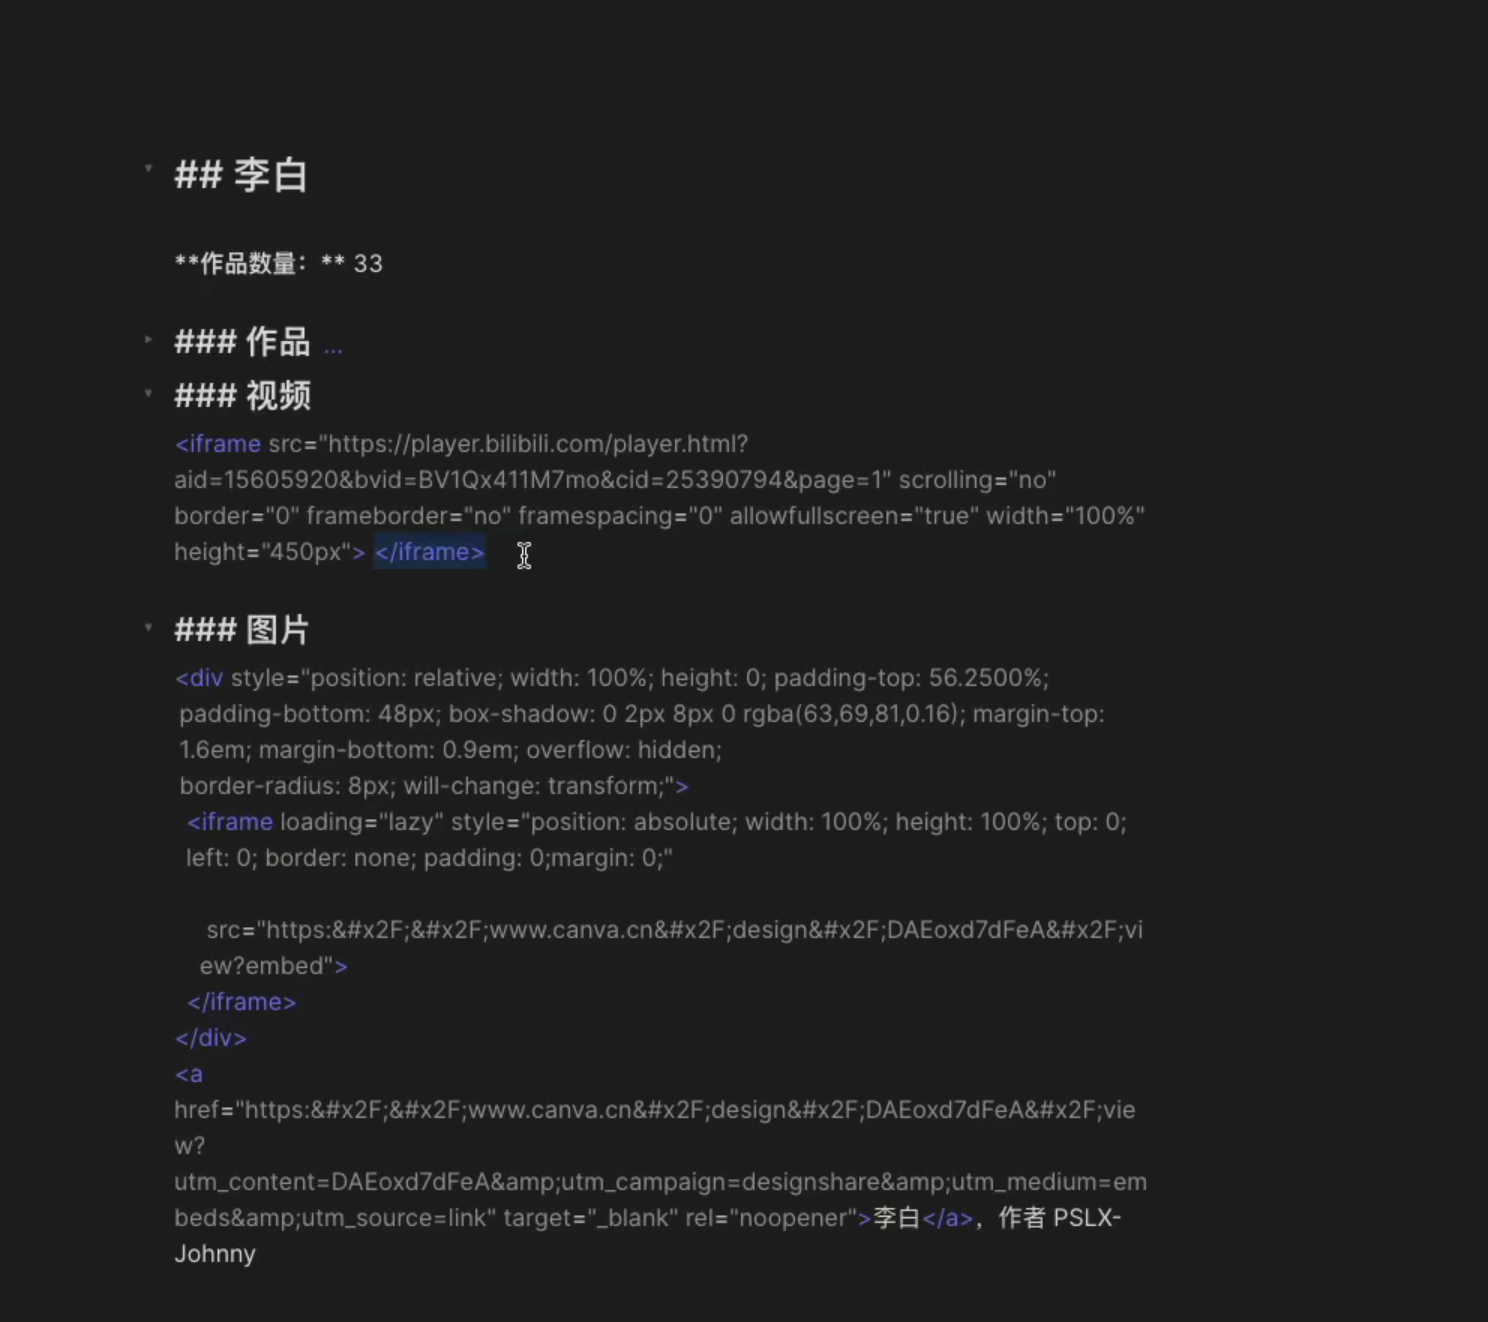 ## 李白
**作品数量：** 33
### 作品 ...
### 视频
<iframe src="https://player.bilibili.com/player.html?
aid=15605920&bvid=BV1Qx411M7mo&cid=25390794&page=1" scrolling="no"
border="0" frameborder="no" framespacing="0" allowfullscreen="true" width="100%"
height="450px"> </iframe>
### 图片
<div style="position: relative; width: 100%; height: 0; padding-top: 56.2500%;
padding-bottom: 48px; box-shadow: 0 2px 8px 0 rgba(63,69,81,0.16); margin-top:
1.6em; margin-bottom: 0.9em; overflow: hidden;
border-radius: 8px; will-change: transform;">
<iframe loading="lazy" style="position: absolute; width: 100%; height: 100%; top: 0;
left: 0; border: none; padding: 0;margin: 0;"
src="https:&#x2F;&#x2F;www.canva.cn&#x2F;design&#x2F;DAEoxd7dFeA&#x2F;vi
ew?embed">
</iframe>
</div>
<a
href="https:&#x2F;&#x2F;www.canva.cn&#x2F;design&#x2F;DAEoxd7dFeA&#x2F;vie
w?
utm_content=DAEoxd7dFeA&amp;utm_campaign=designshare&amp;utm_medium=em
beds&amp;utm_source=link" target="_blank" rel="noopener">李白</a>，作者 PSLX-
Johnny